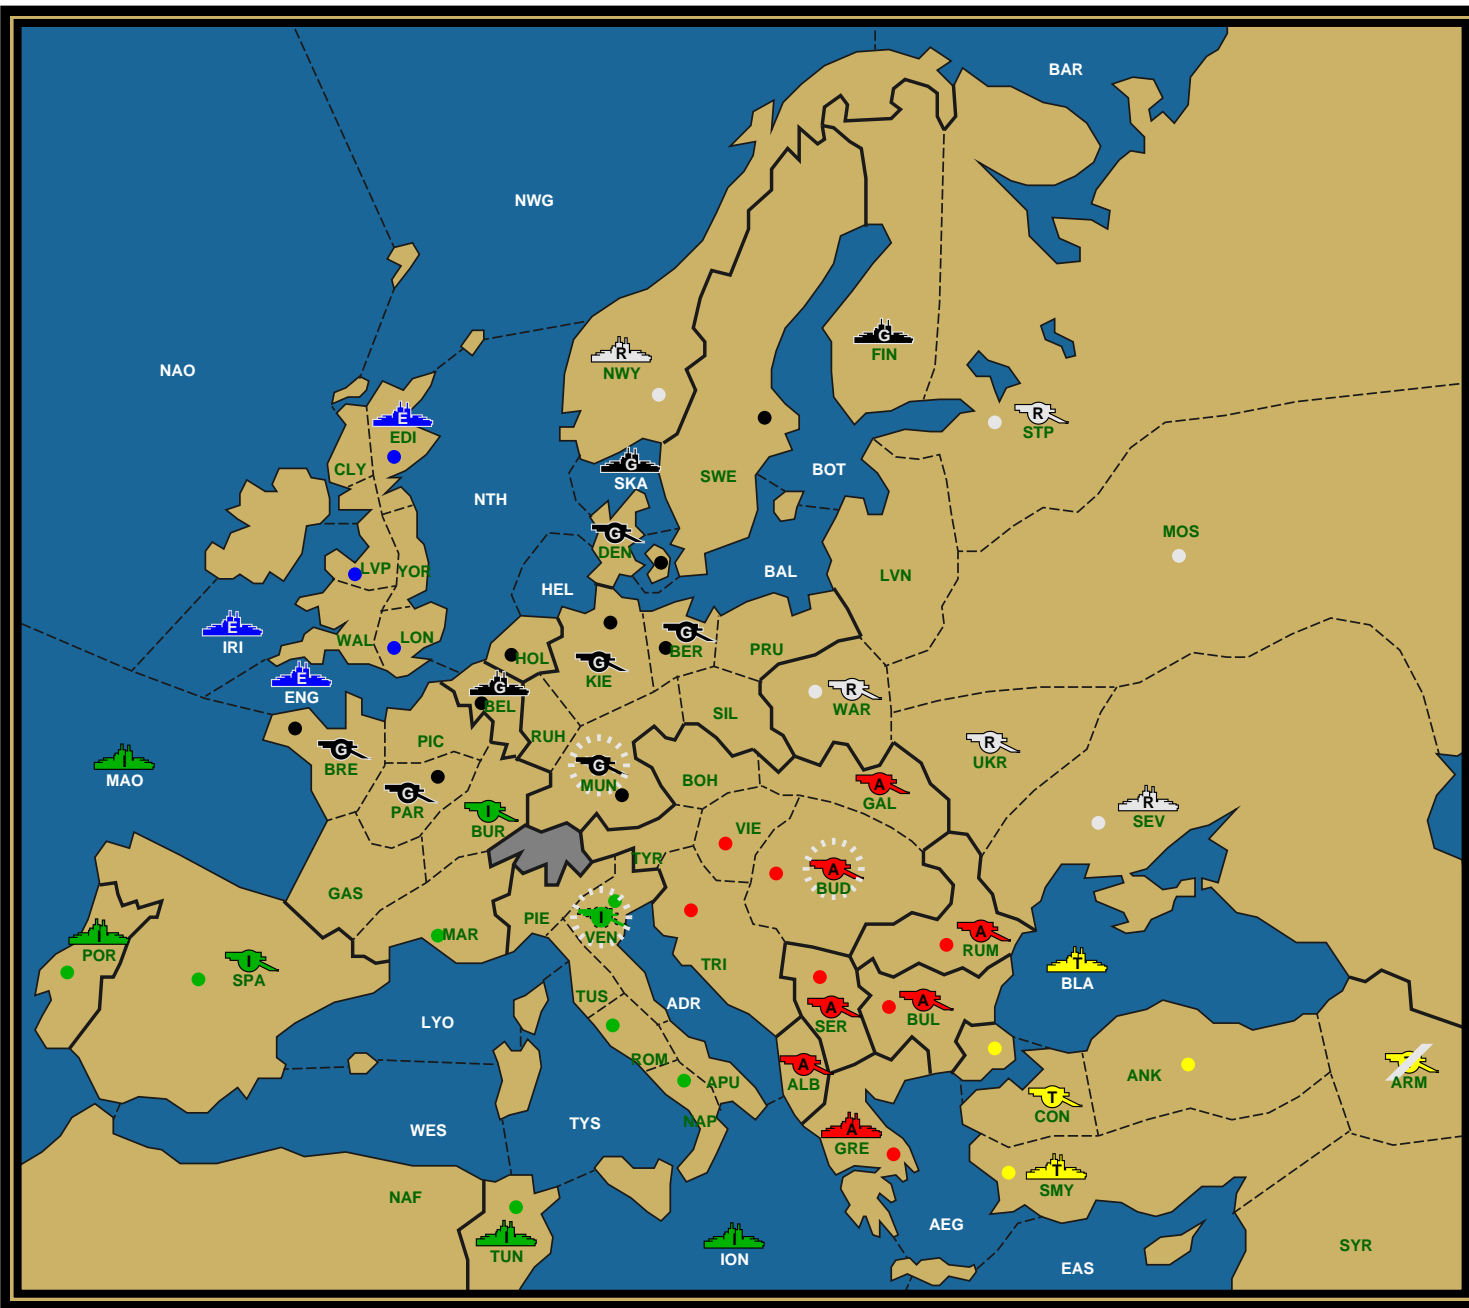 BAR
NWG
R
NWY
G
FIN
NAO
E
EDI
R
STP
CLY
G
SKA
SWE
BOT
NTH
MOS
G
DEN
LVP
YOR
HEL
BAL
LVN
E
IRI
WAL
LON
HOL
G
BER
PRU
G
KIE
E
ENG
G
BEL
R
WAR
SIL
RUH
PIC
G
BRE
R
UKR
I
MAO
G
MUN
BOH
A
GAL
G
PAR
I
BUR
R
SEV
VIE
TYR
A
BUD
GAS
PIE
I
VEN
MAR
I
POR
I
SPA
A
RUM
TRI
T
BLA
TUS
ADR
A
SER
A
BUL
LYO
ROM
A
ALB
APU
ANK
ARM
T
CON
WES
TYS
NAP
A
GRE
NAF
T
SMY
AEG
I
TUN
I
ION
EAS
SYR